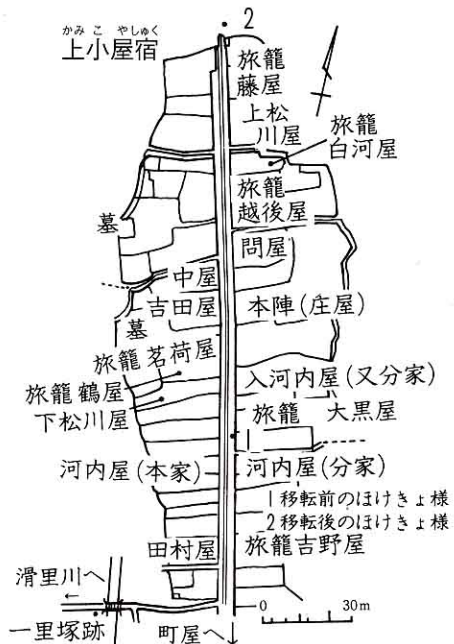 かみこやしゅく
上小屋宿
2
旅籠
藤屋
上松
川屋
旅籠
白河屋
旅籠
越後屋
墓
問屋
中屋
吉田屋
本陣(庄屋)
墓
旅籠 茗荷屋
旅籠 鶴屋
下松川屋
入河内屋(又分家)
旅籠 大黒屋
1
河内屋(本家)
河内屋(分家)
1移転前のほけきょ様
2移転後のほけきょ様
田村屋
旅籠吉野屋
滑里川へ
←
一里塚跡
町屋へ↓
0 30m